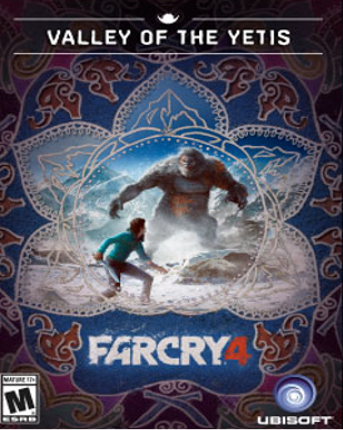 VALLEY OF THE YETIS
FARCRY4
MATURE 17+
M
ESRB
UBISOFT